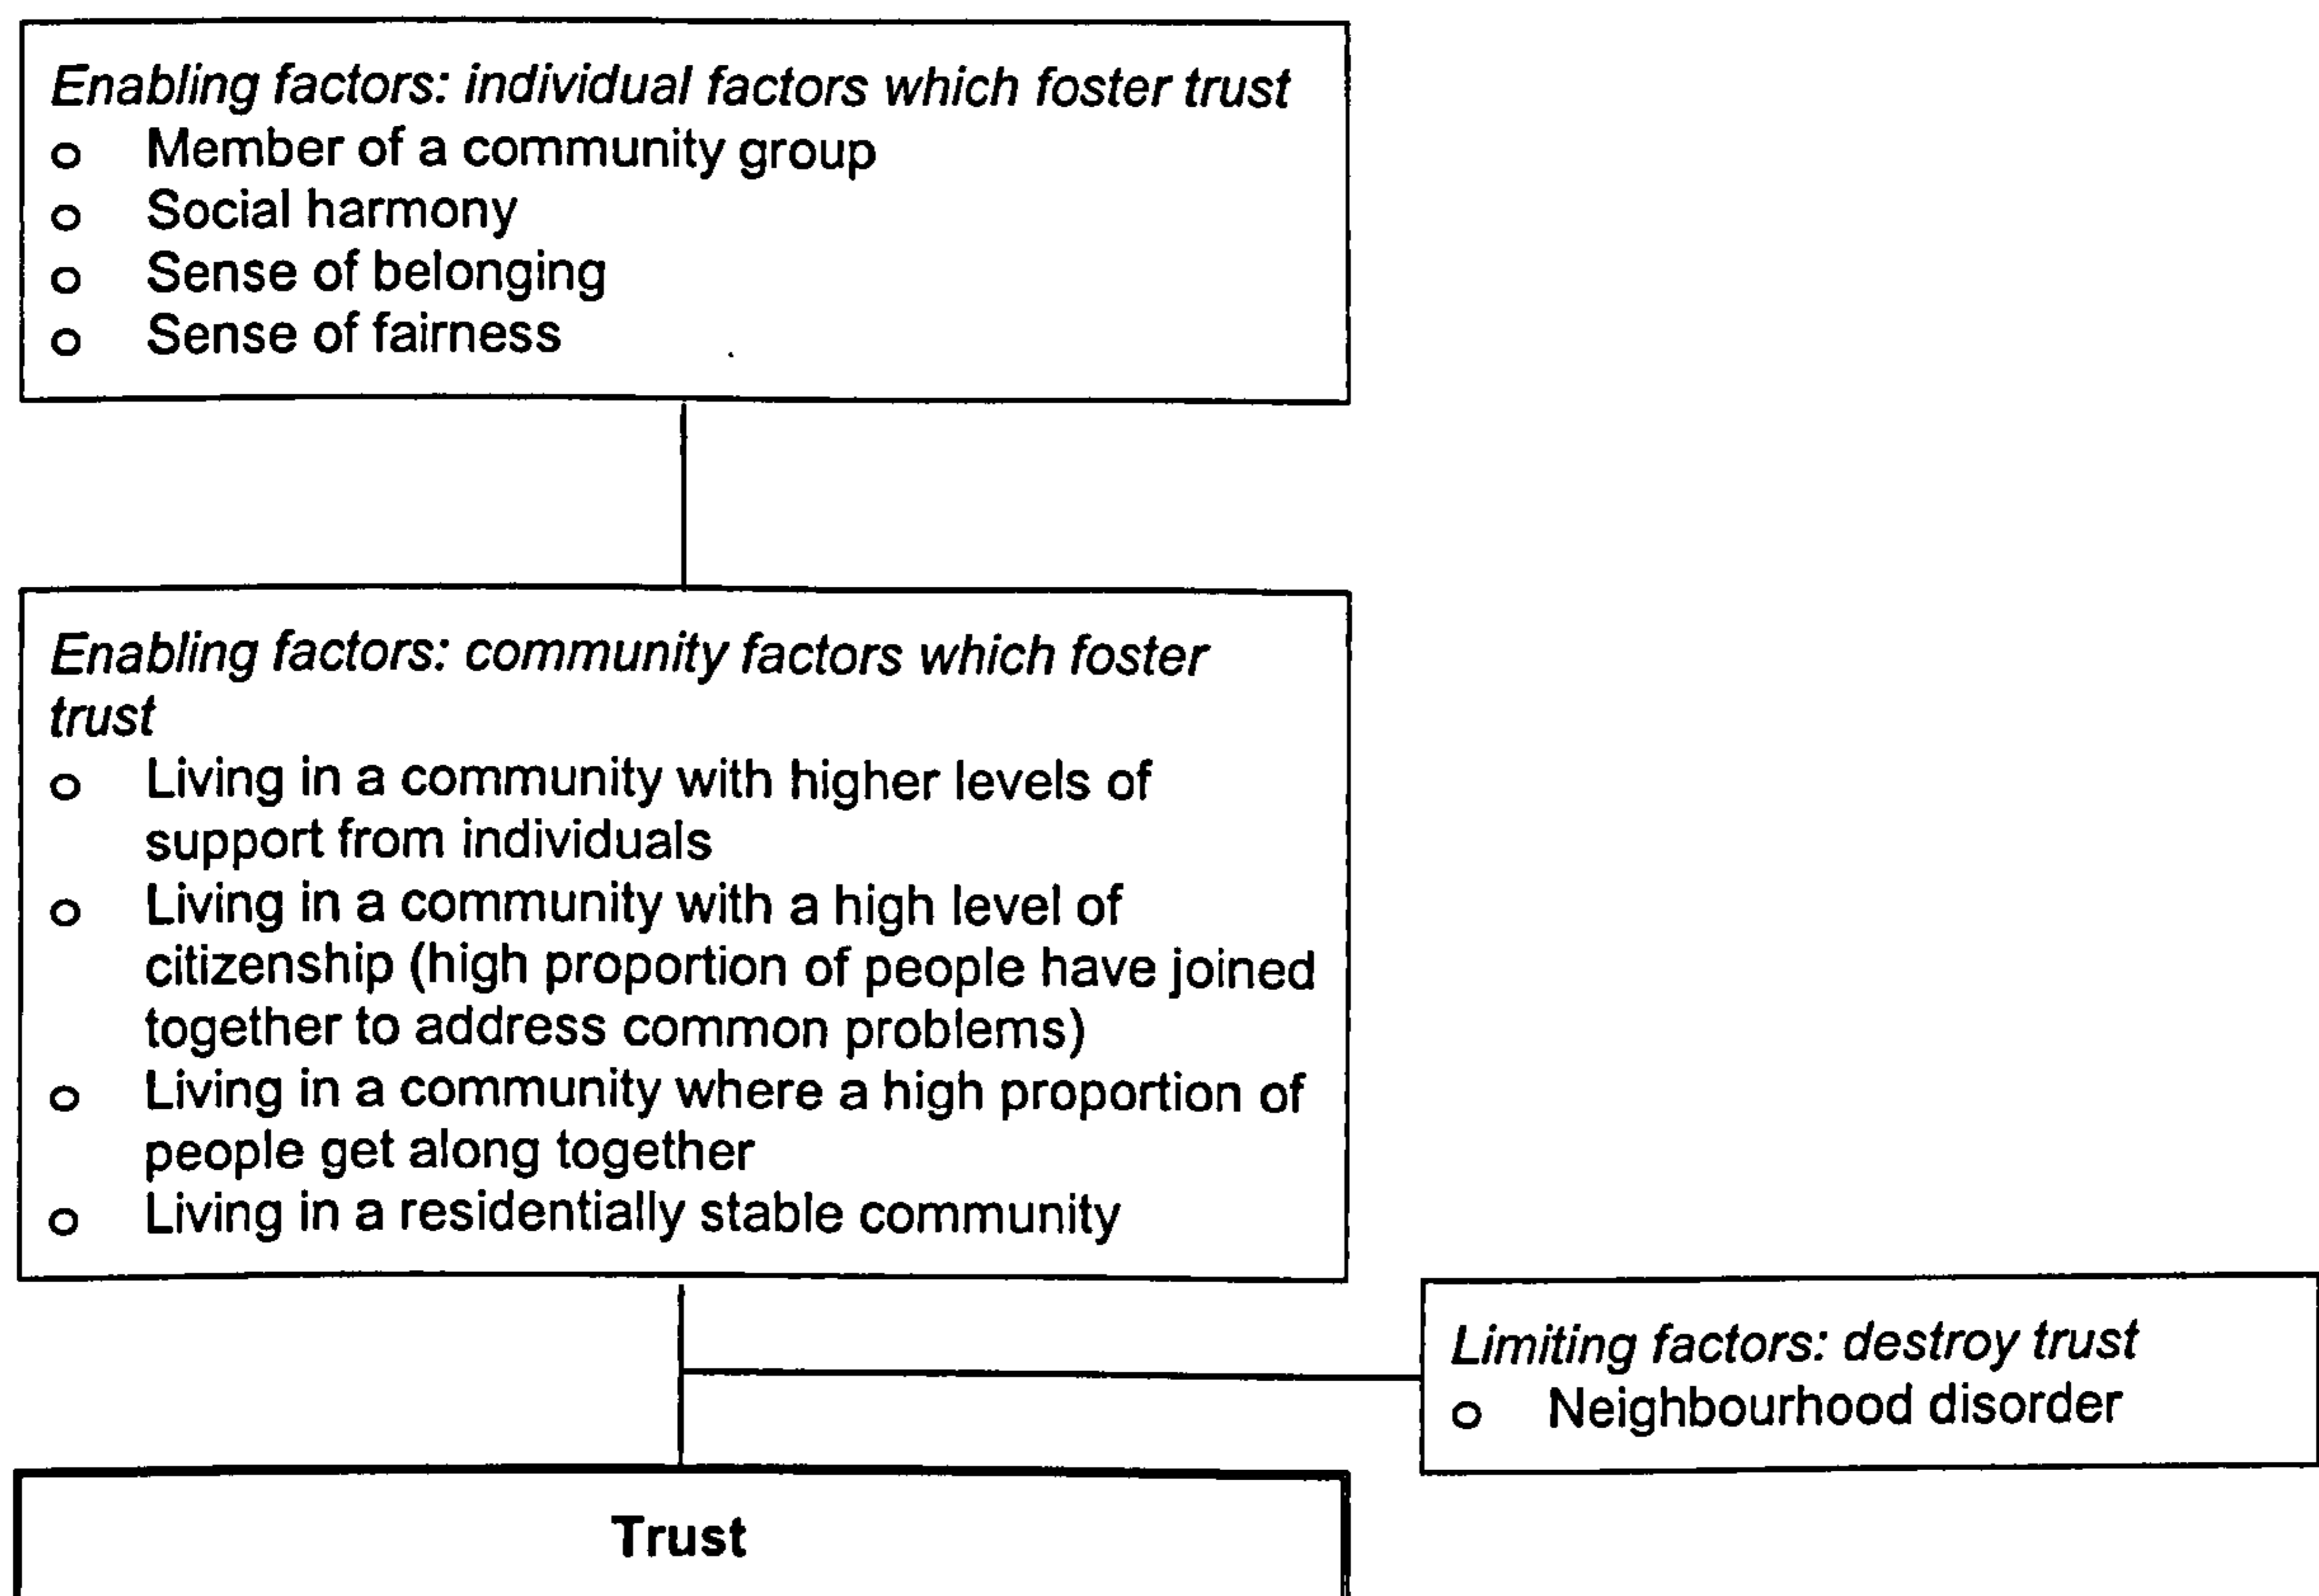 Enabling factors: individual factors which foster trust
o Member of a community group
o Social harmony
o Sense of belonging
o Sense of fairness
Enabling factors: community factors which foster
trust
o Living in a community with higher levels of
support from individuals
o Living in a community with a high level of
citizenship (high proportion of people have joined
together to address common problems)
o Living in a community where a high proportion of
people get along together
o Living in a residentially stable community
Limiting factors: destroy trust
o Neighbourhood disorder
Trust